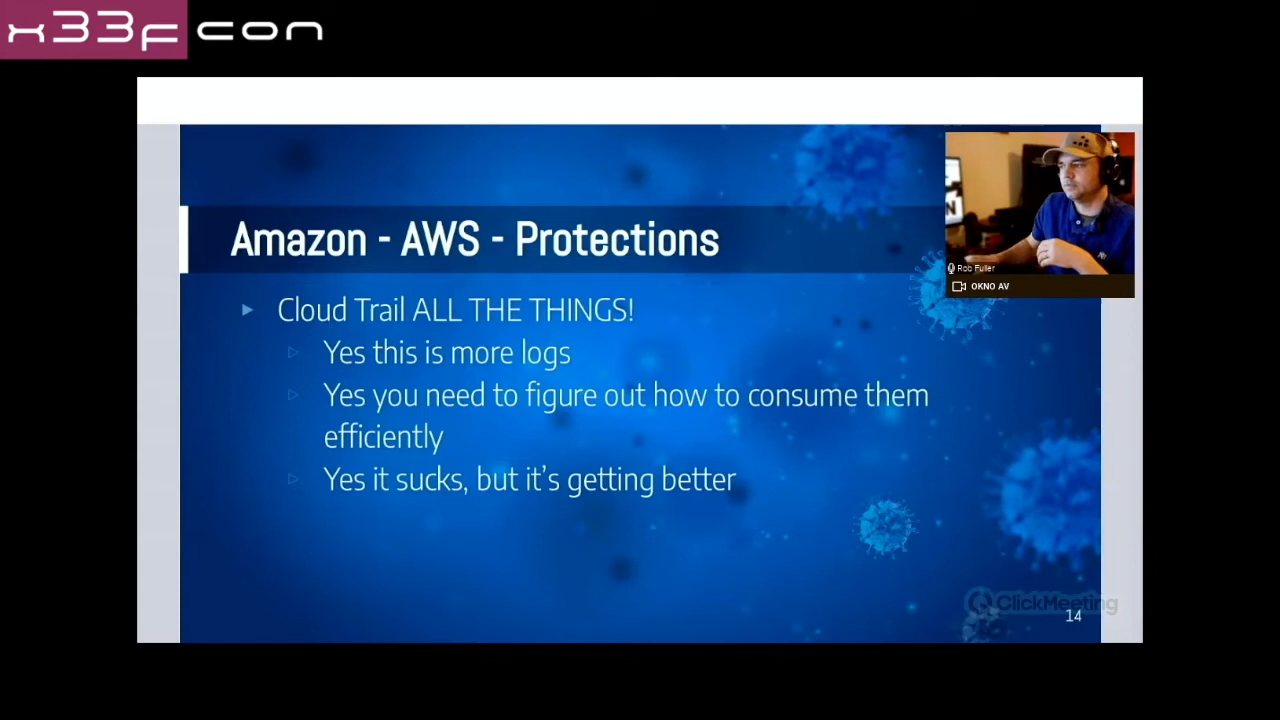 x33fcon
Amazon - AWS - Protections
Rob Fuller
OKNO AV
Cloud Trail ALL THE THINGS!
Yes this is more logs
Yes you need to figure out how to consume them
efficiently
Yes it sucks, but it's getting better
ClickMeeting
14